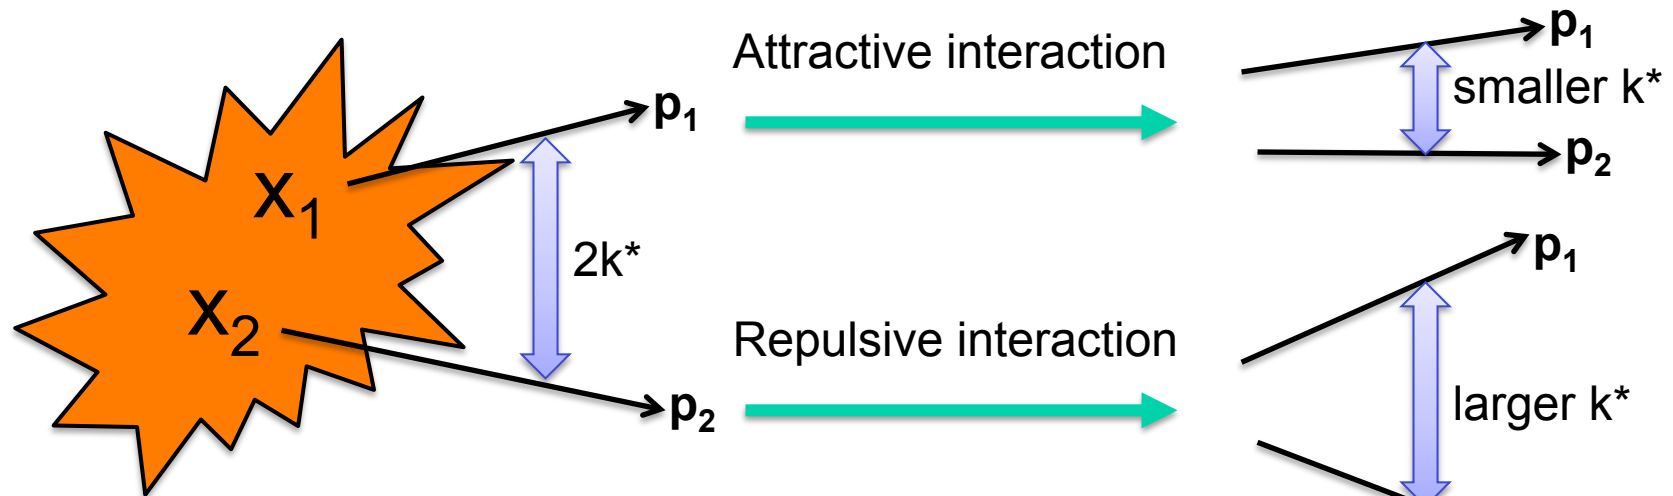 x₁
x₂
p₁
2k*
p₂
Attractive interaction
p₁
smaller k*
p₂
Repulsive interaction
p₁
larger k*